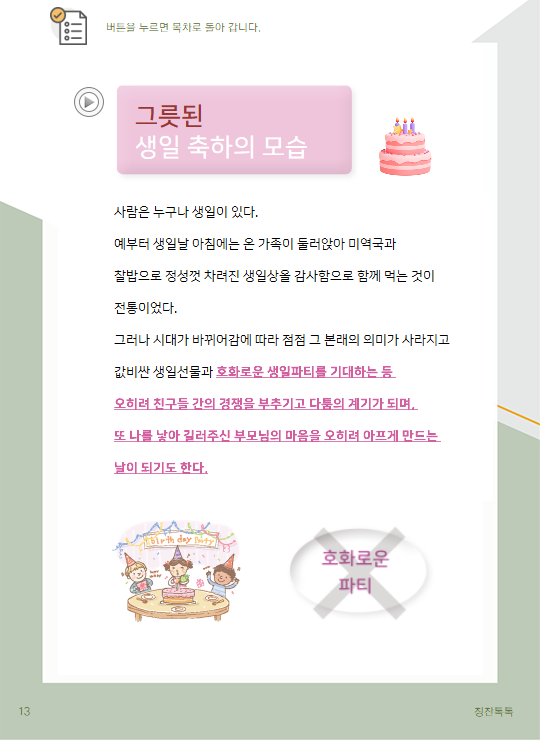 버튼을 누르면 목차로 돌아 갑니다.
그릇된
생일 축하의 모습
사람은 누구나 생일이 있다.
예부터 생일날 아침에는 온 가족이 둘러앉아 미역국과
찰밥으로 정성껏 차려진 생일상을 감사함으로 함께 먹는 것이
전통이었다.
그러나 시대가 바뀌어감에 따라 점점 그 본래의 의미가 사라지고
값비싼 생일선물과 호화로운 생일파티를 기대하는 등
오히려 친구들 간의 경쟁을 부추기고 다툼의 계기가 되며,
또 나를 낳아 길러주신 부모님의 마음을 오히려 아프게 만드는
날이 되기도 한다.
birth day
호화로운
파티
13
칭찬톡톡